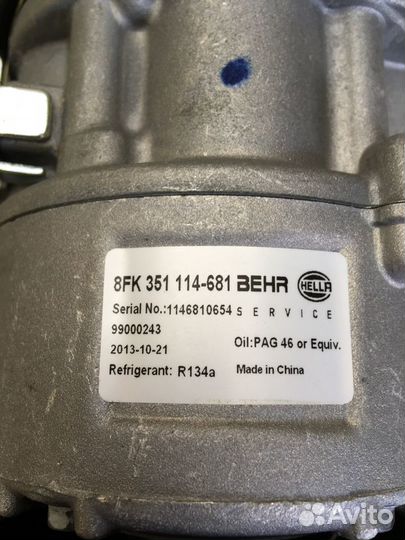 8FK 351 114-681 BEHR HELLA
Serial No.:1146810654 SERVICE
99000243
2013-10-21 Oil:PAG 46 or Equiv.
Refrigerant: R134a Made in China
Avito